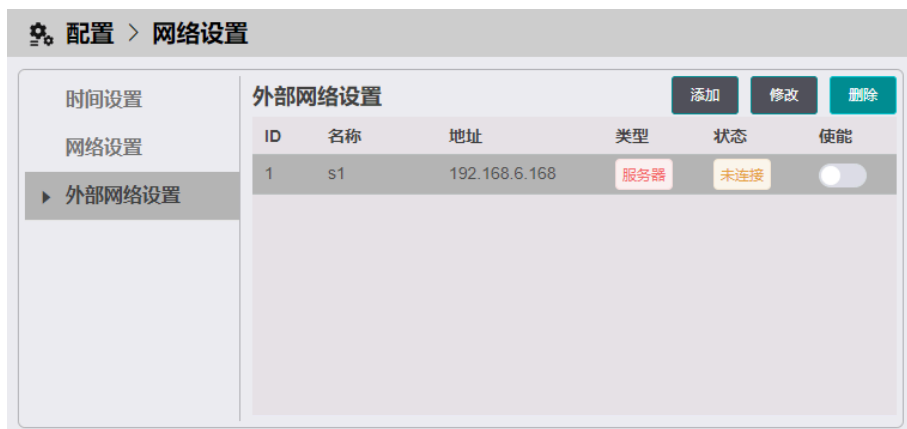 配置 > 网络设置
时间设置
网络设置
外部网络设置
外部网络设置 添加 修改 删除
ID 名称 地址 类型 状态 使能
1 s1 192.168.6.168 服务器 未连接